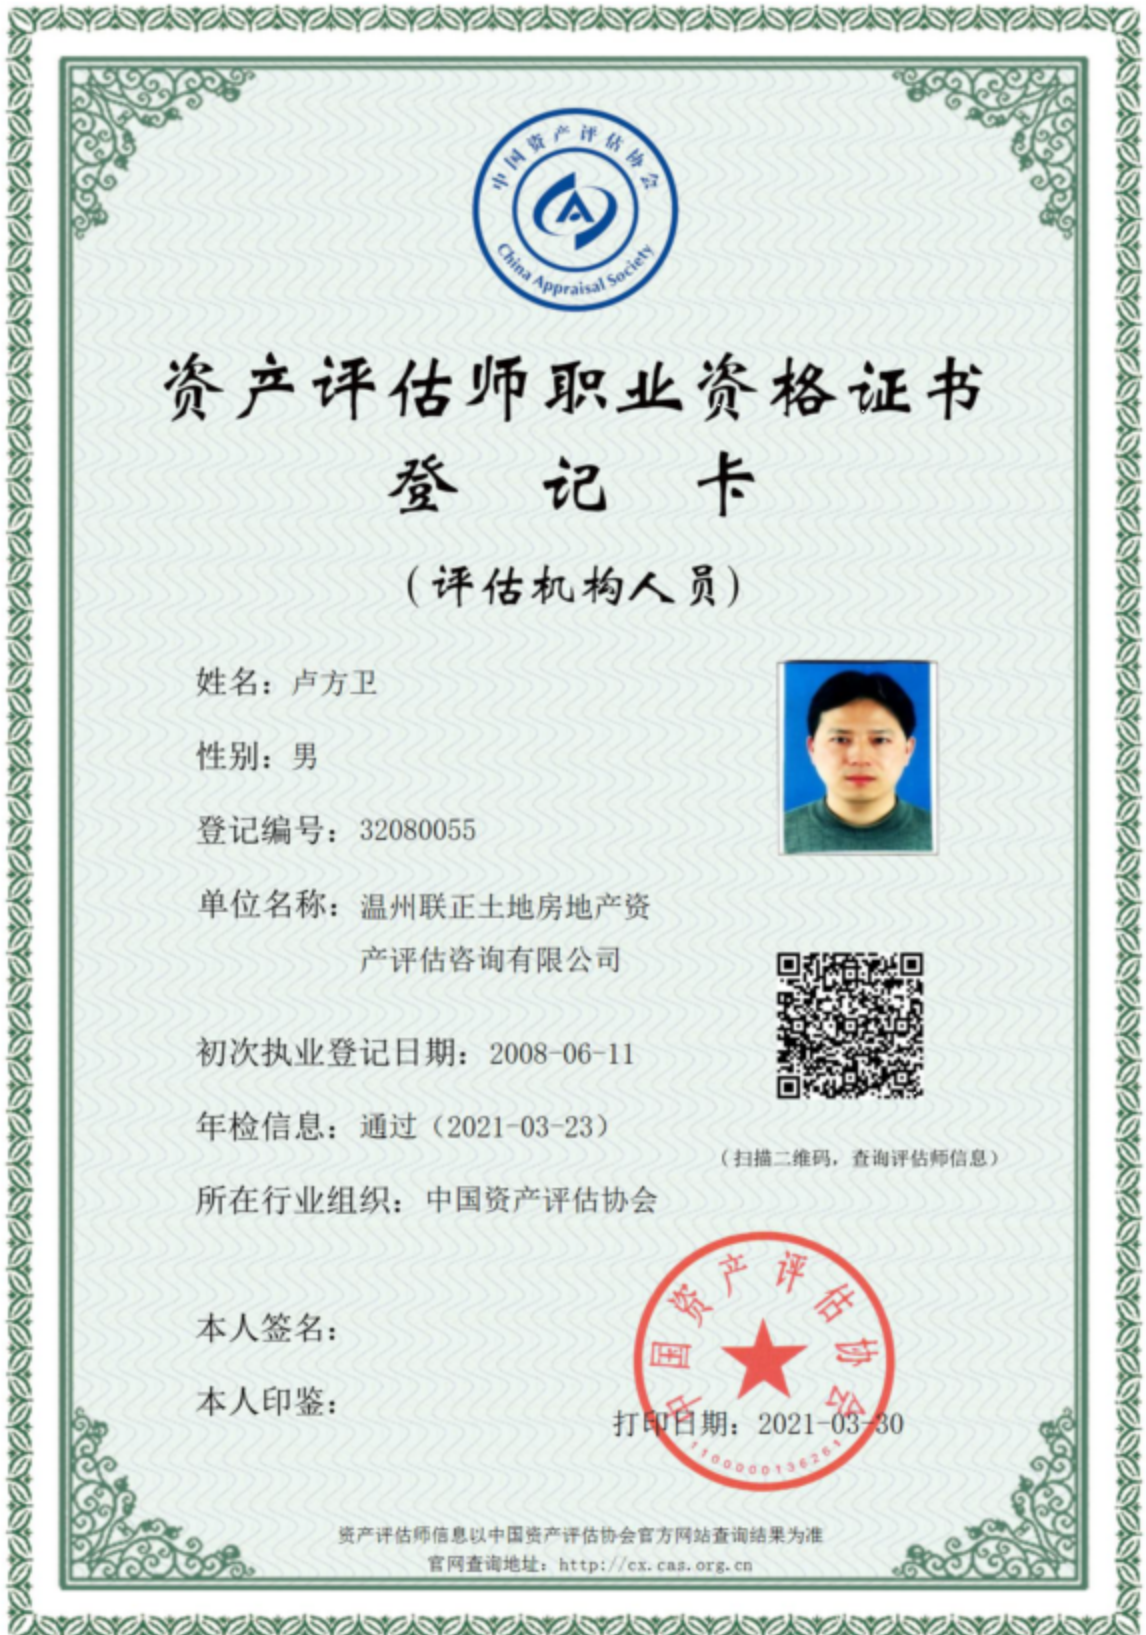 中国资产评估协会
China Appraisal Society
资产评估师职业资格证书
登记卡
(评估机构人员)
姓名：卢方卫
性别：男
登记编号：32080055
单位名称：温州联正土地房地产资
产评估咨询有限公司
初次执业登记日期：2008-06-11
年检信息：通过（2021-03-23）
（扫描二维码，查询评估师信息）
所在行业组织：中国资产评估协会
本人签名：
本人印鉴：
中国资产评估协会
打印日期：2021-03-30
1100000136261
资产评估师信息以中国资产评估协会官方网站查询结果为准
官网查询地址：http://cx.cas.org.cn